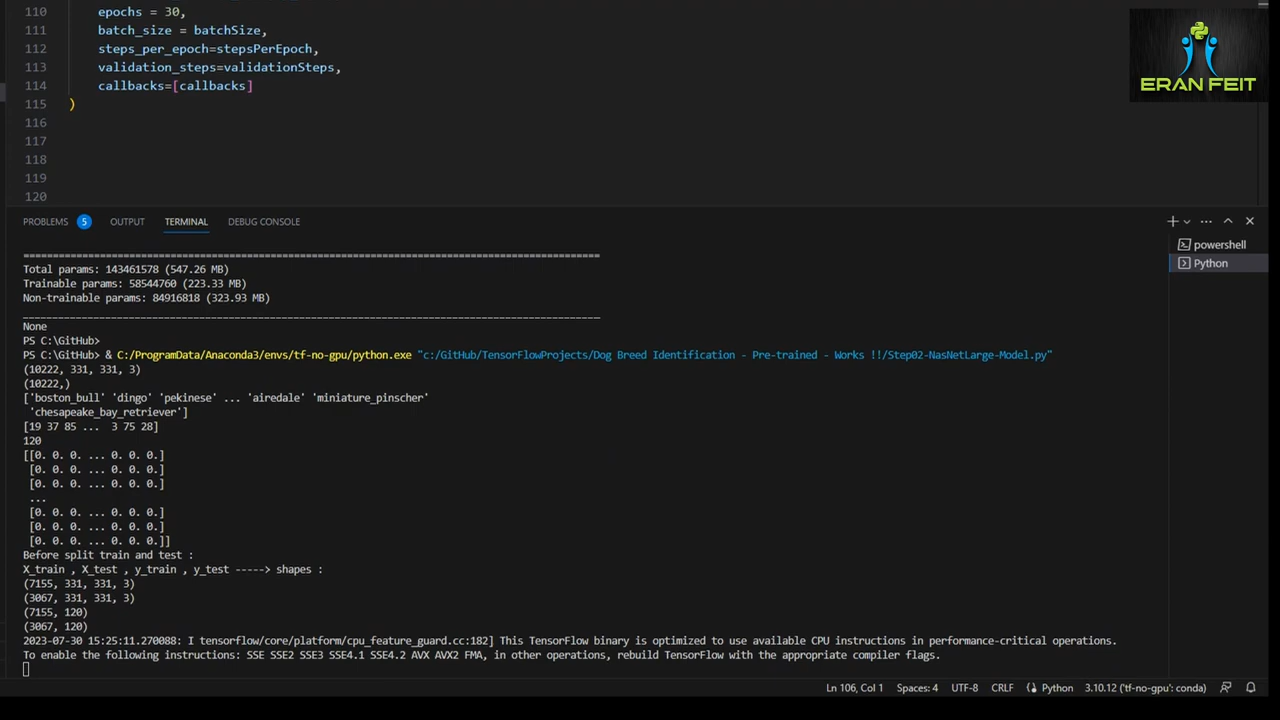 110 epochs = 30,
111 batch_size = batchSize,
112 steps_per_epoch=stepsPerEpoch,
113 validation_steps=validationSteps,
114 callbacks=[callbacks]
115 )
116
117
118
119
120
ERAN FEIT
PROBLEMS 5 OUTPUT TERMINAL DEBUG CONSOLE
powershell
Python
====================================================================================================
Total params: 143461578 (547.26 MB)
Trainable params: 58544760 (223.33 MB)
Non-trainable params: 84916818 (323.93 MB)
____________________________________________________________________________________________________
None
PS C:\GitHub>
PS C:\GitHub> & C:/ProgramData/Anaconda3/envs/tf-no-gpu/python.exe "c:/GitHub/TensorFlowProjects/Dog Breed Identification - Pre-trained - Works !!/Step02-NasNetLarge-Model.py"
(10222, 331, 331, 3)
(10222,)
['boston_bull' 'dingo' 'pekinese' ... 'airedale' 'miniature_pinscher'
'chesapeake_bay_retriever']
[19 37 85 ... 3 75 28]
120
[[0. 0. 0. ... 0. 0. 0.]
[0. 0. 0. ... 0. 0. 0.]
[0. 0. 0. ... 0. 0. 0.]
...
[0. 0. 0. ... 0. 0. 0.]
[0. 0. 0. ... 0. 0. 0.]
[0. 0. 0. ... 0. 0. 0.]]
Before split train and test :
X_train , X_test , y_train , y_test -----> shapes :
(7155, 331, 331, 3)
(3067, 331, 331, 3)
(7155, 120)
(3067, 120)
2023-07-30 15:25:11.270088: I tensorflow/core/platform/cpu_feature_guard.cc:182] This TensorFlow binary is optimized to use available CPU instructions in performance-critical operations.
To enable the following instructions: SSE SSE2 SSE3 SSE4.1 SSE4.2 AVX AVX2 FMA, in other operations, rebuild TensorFlow with the appropriate compiler flags.
Ln 106, Col 1 Spaces: 4 UTF-8 CRLF Python 3.10.12 ('tf-no-gpu': conda)